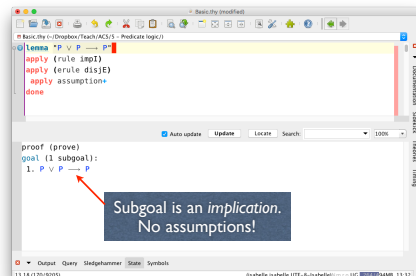 Basic.thy (modified)
Basic.thy (~/Dropbox/Teach/ACS/5 - Predicate logic/)
lemma "P ∨ P ⟶ P"
apply (rule impI)
apply (erule disjE)
apply assumption+
done
Documentation
Sidekick
Theories
Timing
Auto update
Update
Locate
Search:
100%
proof (prove)
goal (1 subgoal):
1. P ∨ P ⟶ P
Subgoal is an implication.
No assumptions!
Output Query Sledgehammer State Symbols